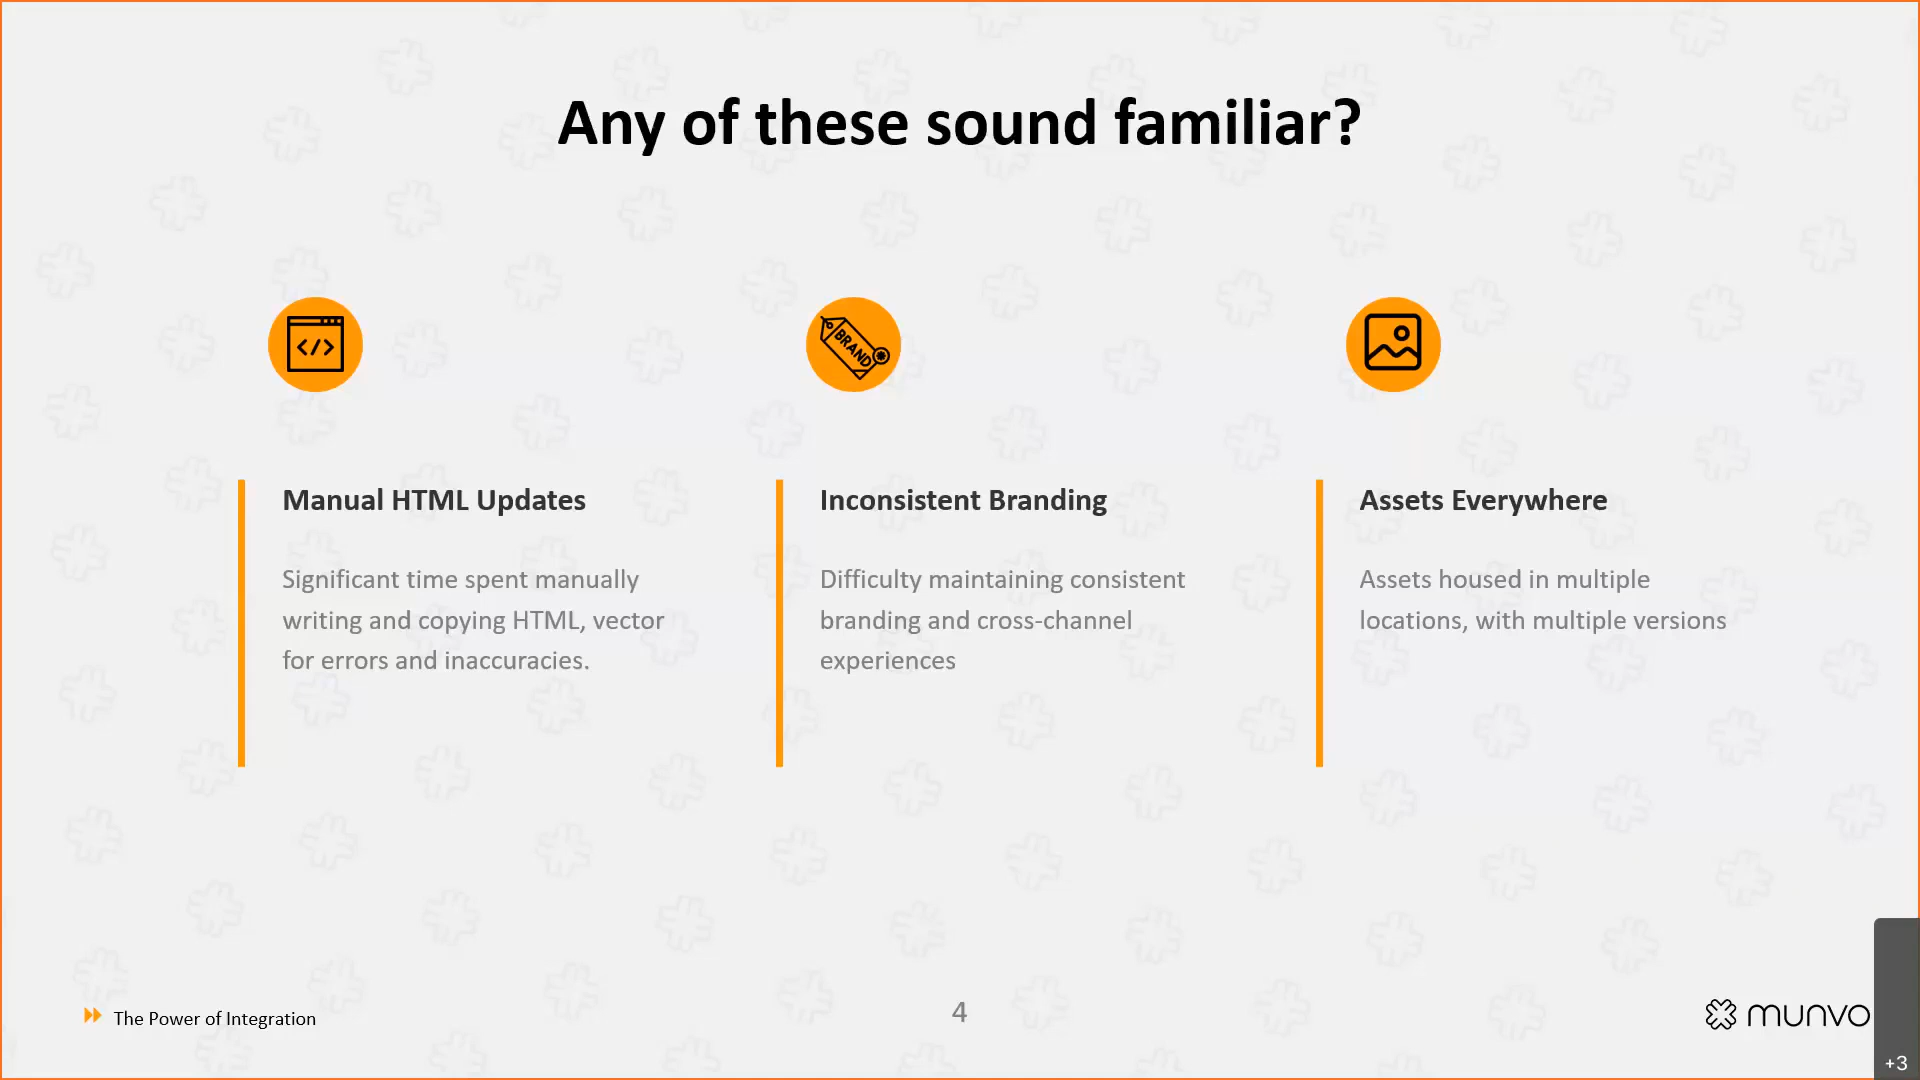 Any of these sound familiar?
BRAND
Manual HTML Updates
Significant time spent manually
writing and copying HTML, vector
for errors and inaccuracies.
Inconsistent Branding
Difficulty maintaining consistent
branding and cross-channel
experiences
Assets Everywhere
Assets housed in multiple
locations, with multiple versions
The Power of Integration
4
munvo
+3